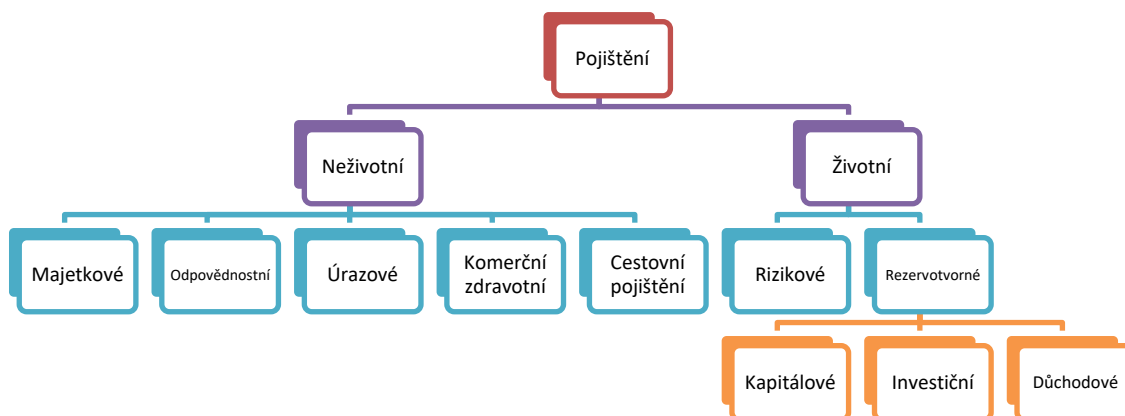 Pojištění
Neživotní
Životní
Majetkové
Odpovědnostní
Úrazové
Komerční
zdravotní
Cestovní
pojištění
Rizikové
Rezervotvorné
Kapitálové
Investiční
Důchodové